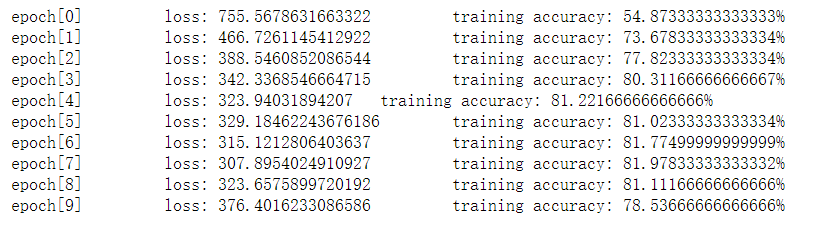 epoch[0] loss: 755.5678631663322 training accuracy: 54.87333333333333%
epoch[1] loss: 466.7261145412922 training accuracy: 73.67833333333334%
epoch[2] loss: 388.5460852086544 training accuracy: 77.82333333333334%
epoch[3] loss: 342.3368546664715 training accuracy: 80.31166666666667%
epoch[4] loss: 323.94031894207 training accuracy: 81.22166666666666%
epoch[5] loss: 329.18462243676186 training accuracy: 81.02333333333334%
epoch[6] loss: 315.1212806403637 training accuracy: 81.77499999999999%
epoch[7] loss: 307.8954024910927 training accuracy: 81.97833333333332%
epoch[8] loss: 323.6575899720192 training accuracy: 81.11166666666666%
epoch[9] loss: 376.4016233086586 training accuracy: 78.53666666666666%